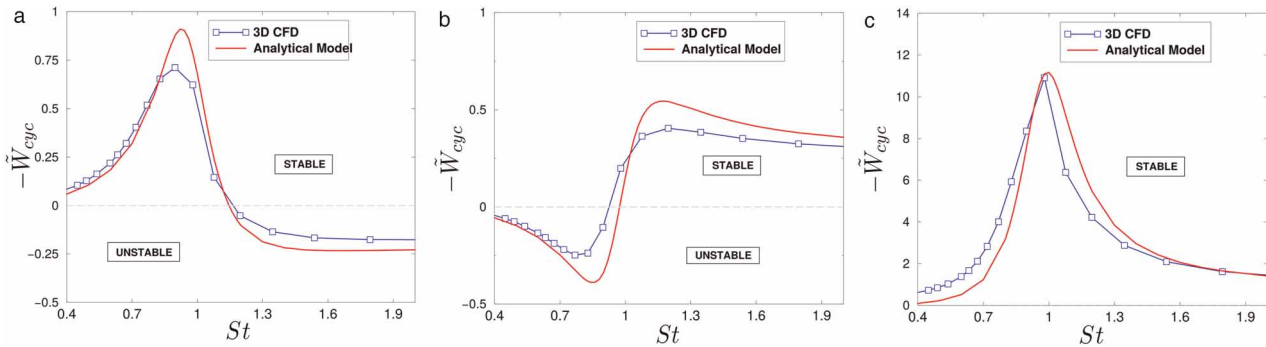 a
1
0.75
0.5
0.25
0
−0.25
−0.5
−W̃cyc
3D CFD
Analytical Model
STABLE
UNSTABLE
0.4 0.7 1 1.3 1.6 1.9
St
b
1
0.5
0
−0.5
−W̃cyc
3D CFD
Analytical Model
STABLE
UNSTABLE
0.4 0.7 1 1.3 1.6 1.9
St
c
14
12
10
8
6
4
2
0
−W̃cyc
3D CFD
Analytical Model
STABLE
0.4 0.7 1 1.3 1.6 1.9
St